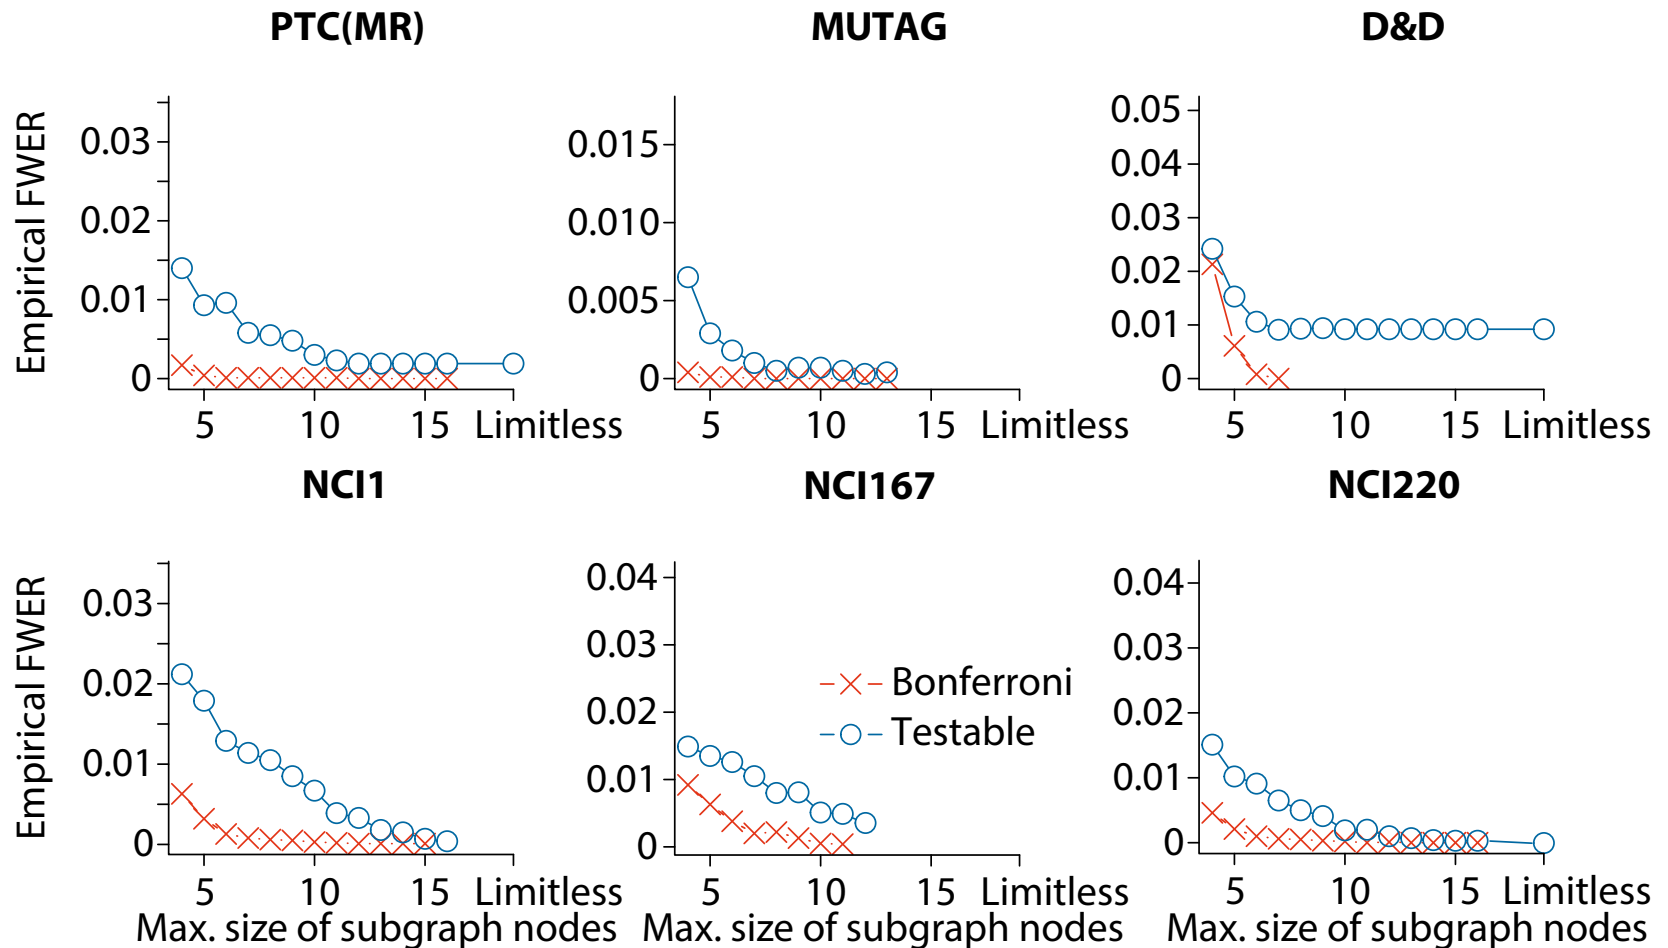 PTC(MR)
MUTAG
D&D
Empirical FWER
0.03
0.02
0.01
0
5 10 15 Limitless
0.015
0.010
0.005
0
5 10 15 Limitless
0.05
0.04
0.03
0.02
0.01
0
5 10 15 Limitless
NCI1
NCI167
NCI220
Empirical FWER
0.03
0.02
0.01
0
5 10 15 Limitless
Max. size of subgraph nodes
0.04
0.03
0.02
0.01
0
Bonferroni
Testable
5 10 15 Limitless
Max. size of subgraph nodes
0.04
0.03
0.02
0.01
0
5 10 15 Limitless
Max. size of subgraph nodes